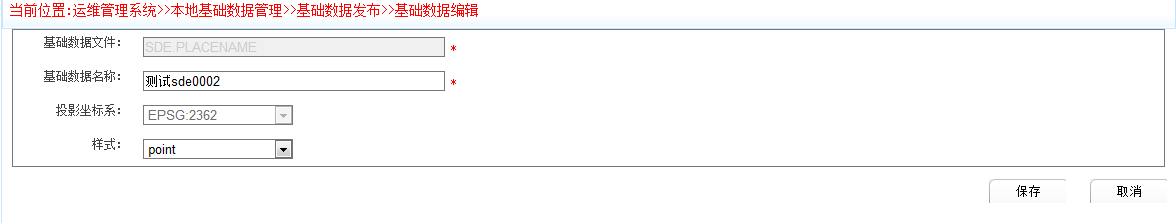 当前位置:运维管理系统>>本地基础数据管理>>基础数据发布>>基础数据编辑
基础数据文件: SDE.PLACENAME *
基础数据名称: 测试sde0002 *
投影坐标系: EPSG:2362
样式: point
保存 取消